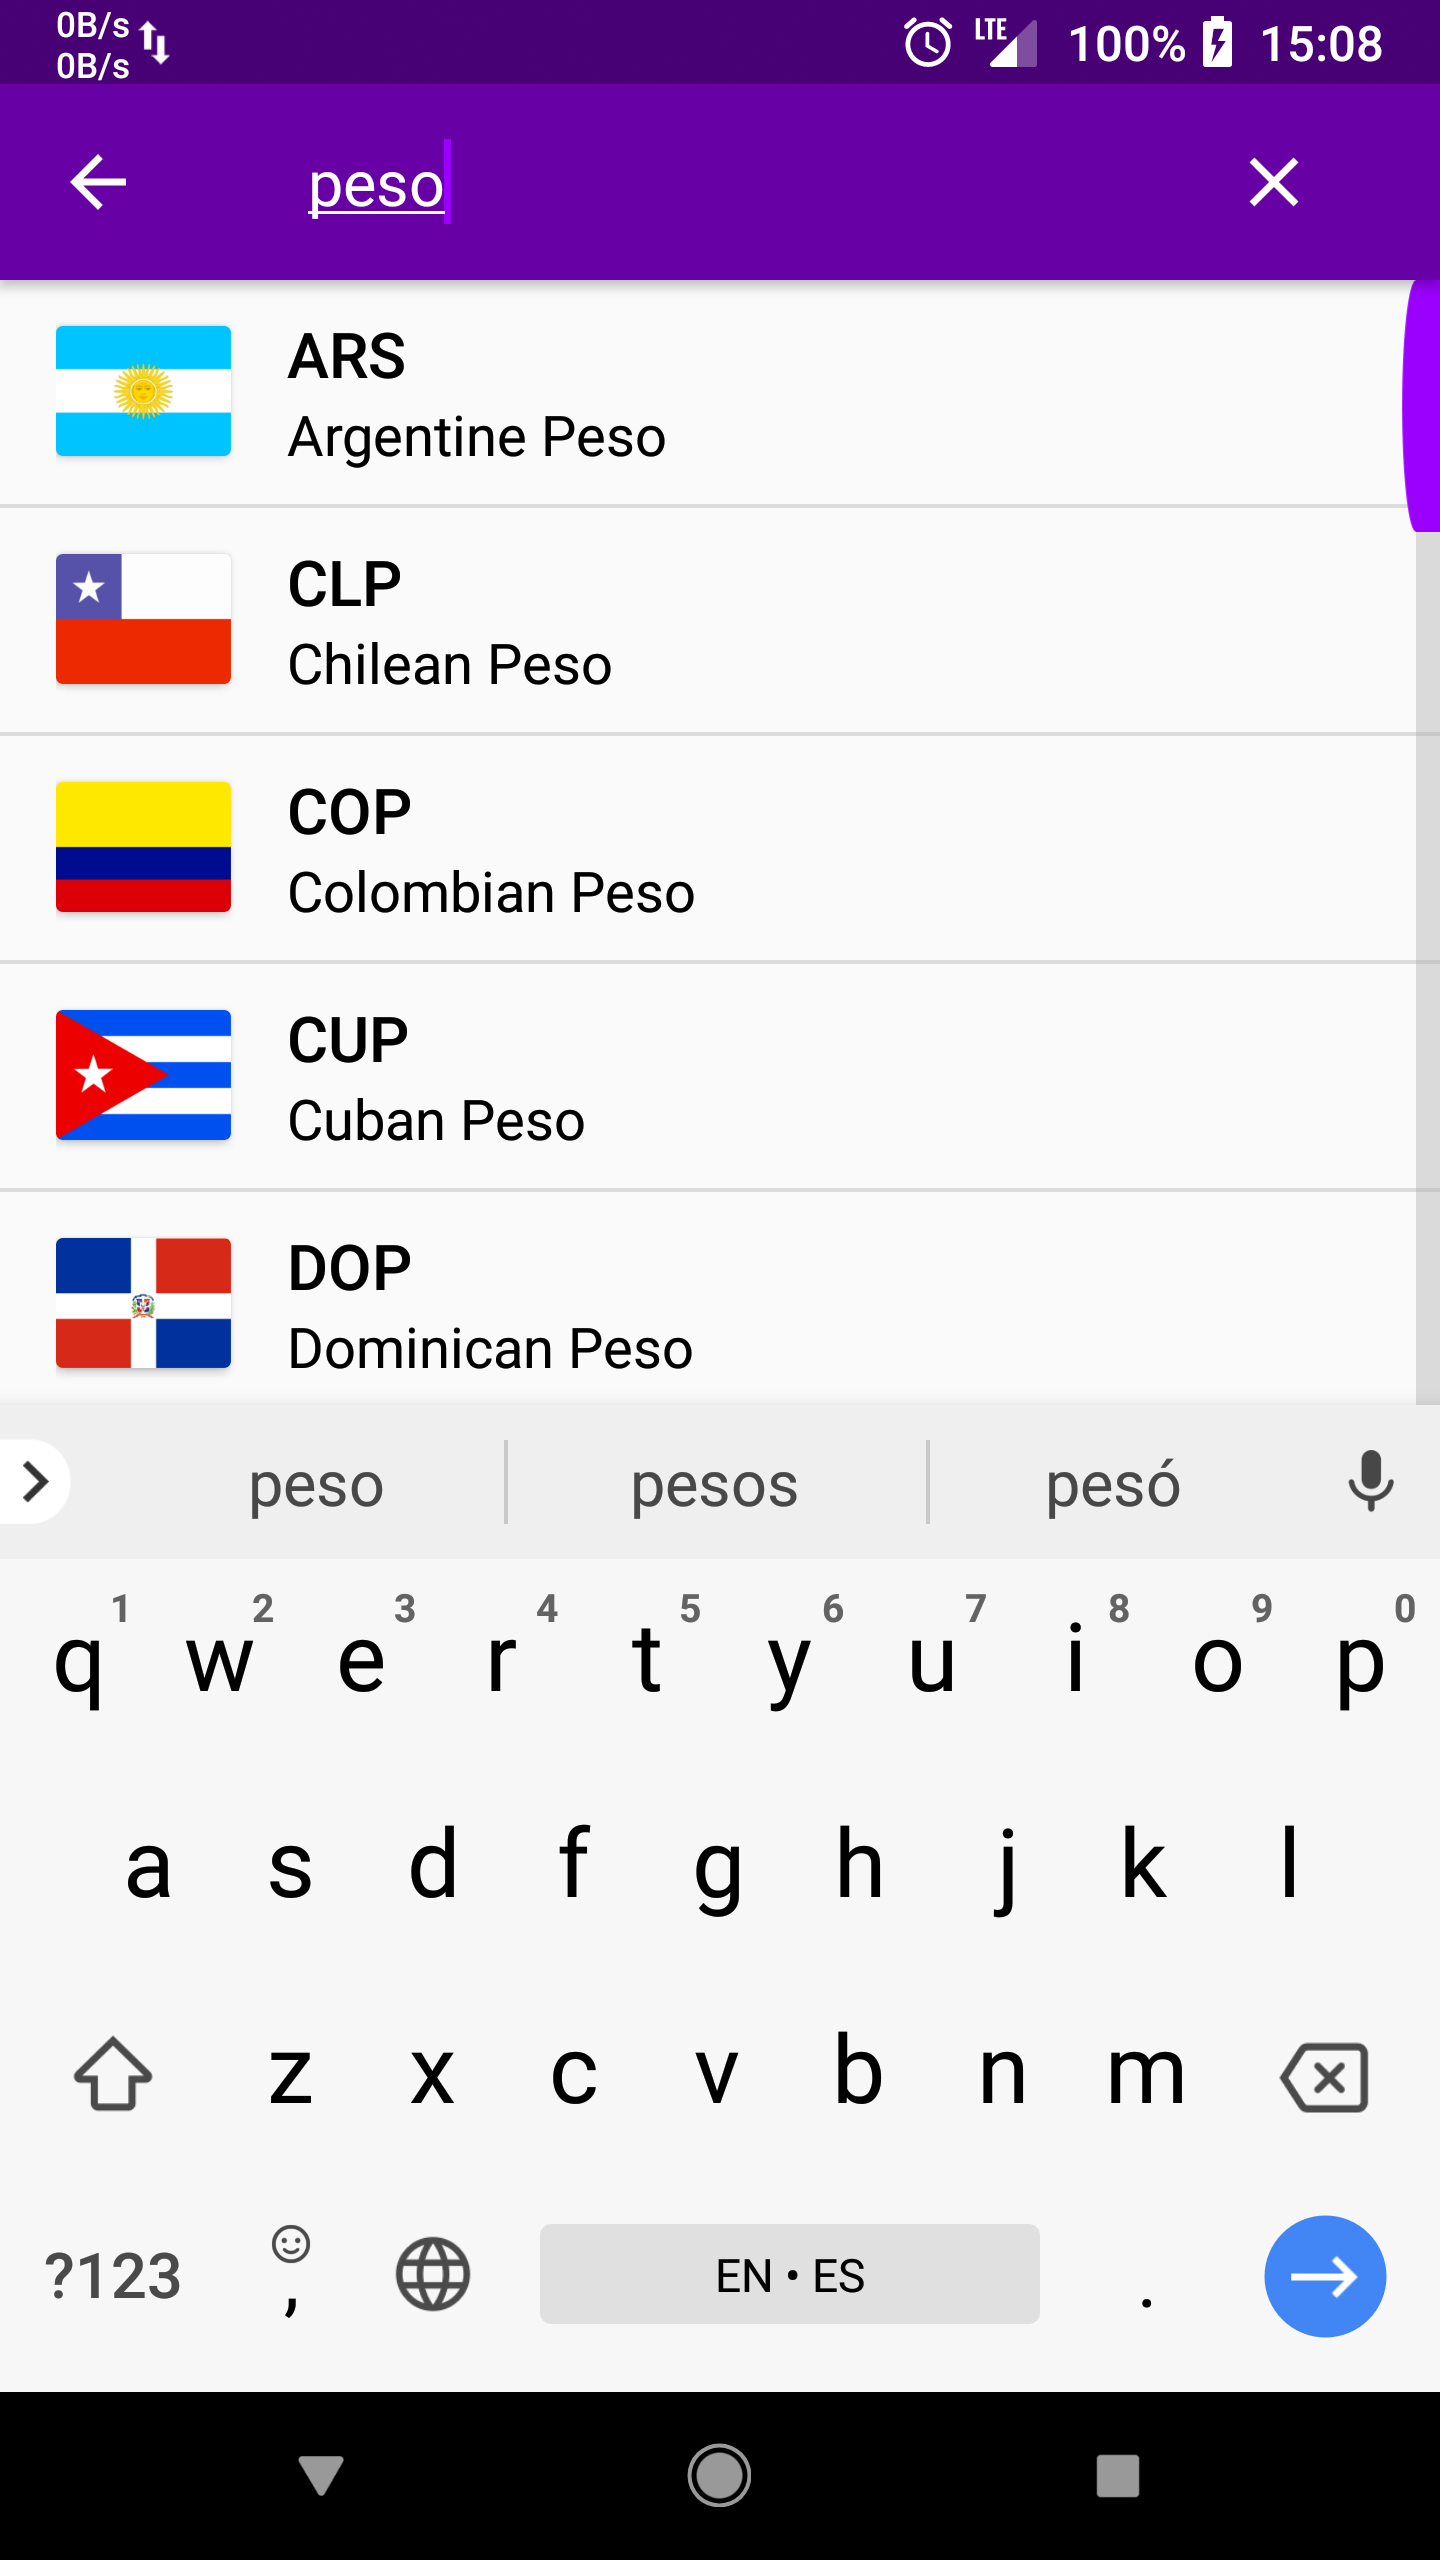 0B/s
0B/s
LTE 100% 15:08
peso
ARS
Argentine Peso
CLP
Chilean Peso
COP
Colombian Peso
CUP
Cuban Peso
DOP
Dominican Peso
peso pesos pesó
1 2 3 4 5 6 7 8 9 0
q w e r t y u i o p
a s d f g h j k l
z x c v b n m
?123 , EN • ES .